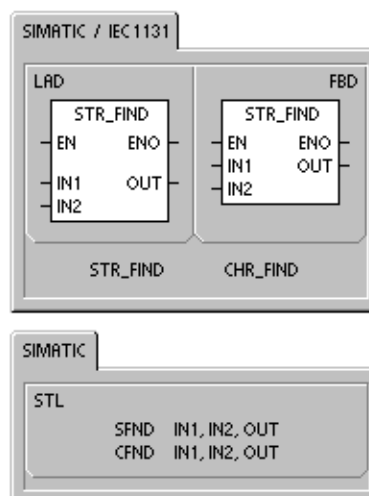 SIMATIC / IEC1131
LAD
FBD
STR_FIND
EN ENO
IN1 OUT
IN2
STR_FIND
EN ENO
IN1 OUT
IN2
STR_FIND CHR_FIND
SIMATIC
STL
SFND IN1, IN2, OUT
CFND IN1, IN2, OUT